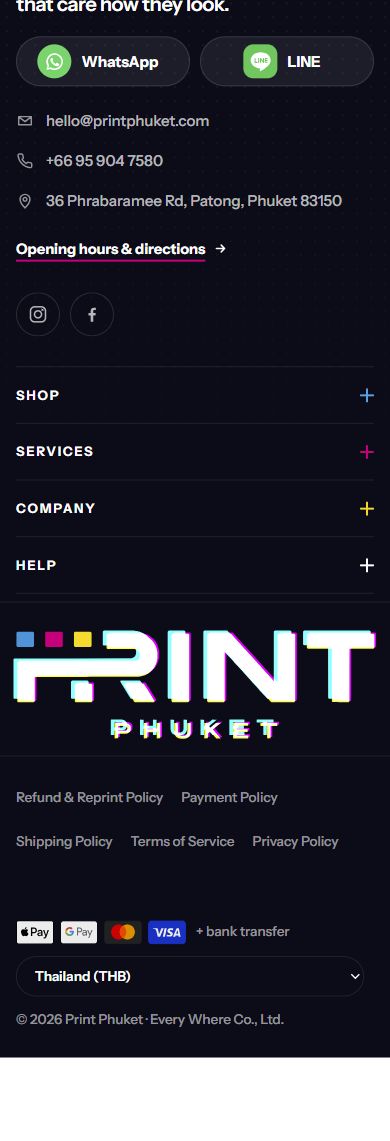 that care how they look.
WhatsApp
LINE LINE
hello@printphuket.com
+66 95 904 7580
36 Phrabaramee Rd, Patong, Phuket 83150
Opening hours & directions →
SHOP
SERVICES
COMPANY
HELP
PRINT
PHUKET
Refund & Reprint Policy Payment Policy
Shipping Policy Terms of Service Privacy Policy
Pay G Pay VISA + bank transfer
Thailand (THB)
© 2026 Print Phuket · Every Where Co., Ltd.